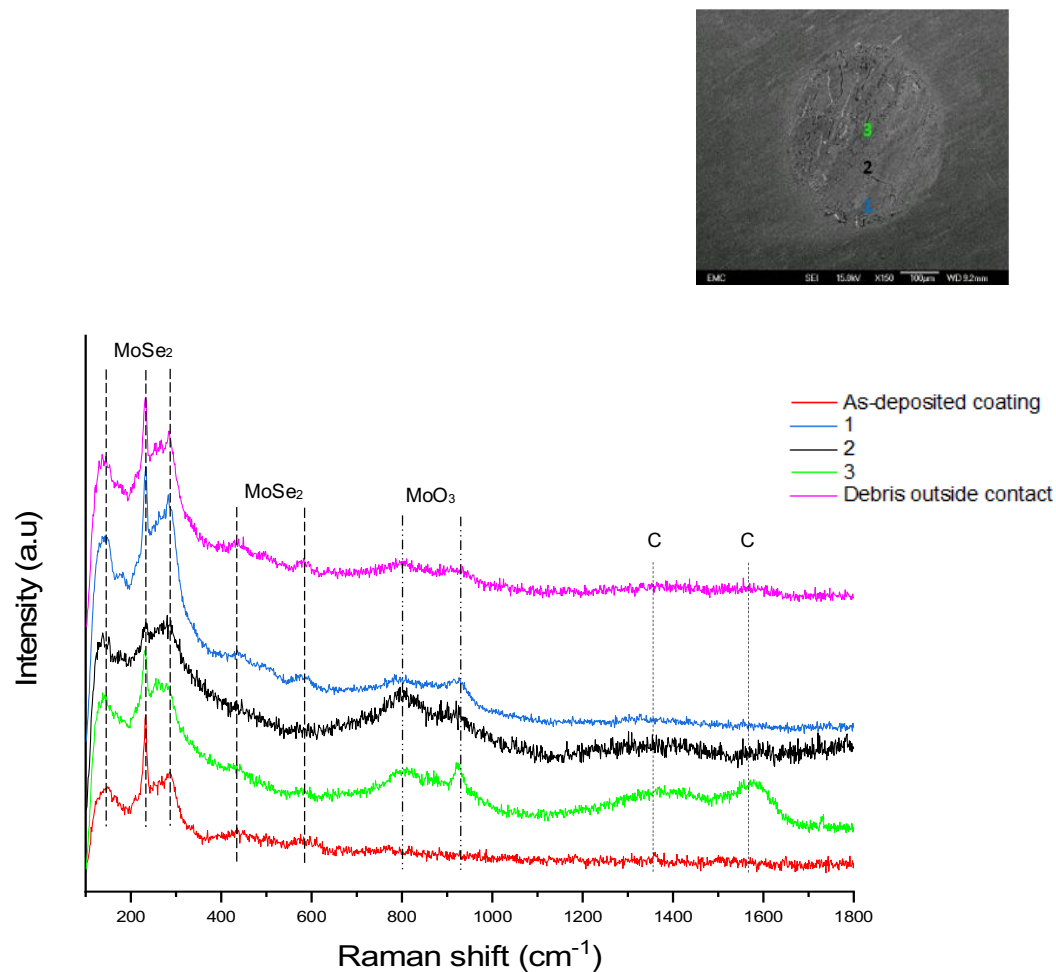 3
2
1
EMC SEI 15.0kV X150 100µm WD 9.2mm
MoSe₂
As-deposited coating
1
2
3
Debris outside contact
MoSe₂
MoO₃
C
C
Intensity (a.u)
200 400 600 800 1000 1200 1400 1600 1800
Raman shift (cm⁻¹)